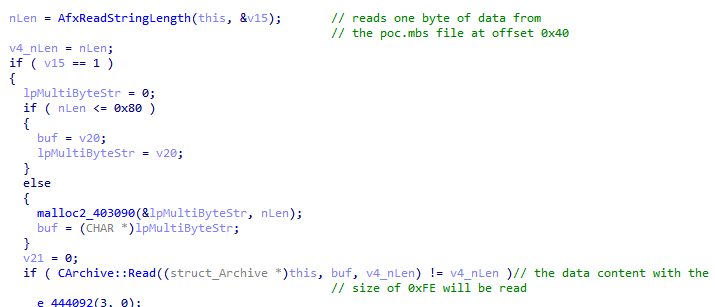 nLen = AfxReadStringLength(this, &v15);       // reads one byte of data from
                                              // the poc.mbs file at offset 0x40
v4_nLen = nLen;
if ( v15 == 1 )
{
  lpMultiByteStr = 0;
  if ( nLen <= 0x80 )
  {
    buf = v20;
    lpMultiByteStr = v20;
  }
  else
  {
    malloc2_403090(&lpMultiByteStr, nLen);
    buf = (CHAR *)lpMultiByteStr;
  }
  v21 = 0;
  if ( CArchive::Read((struct_Archive *)this, buf, v4_nLen) != v4_nLen )// the data content with the
                                              // size of 0xFE will be read
    e_444092(3, 0);